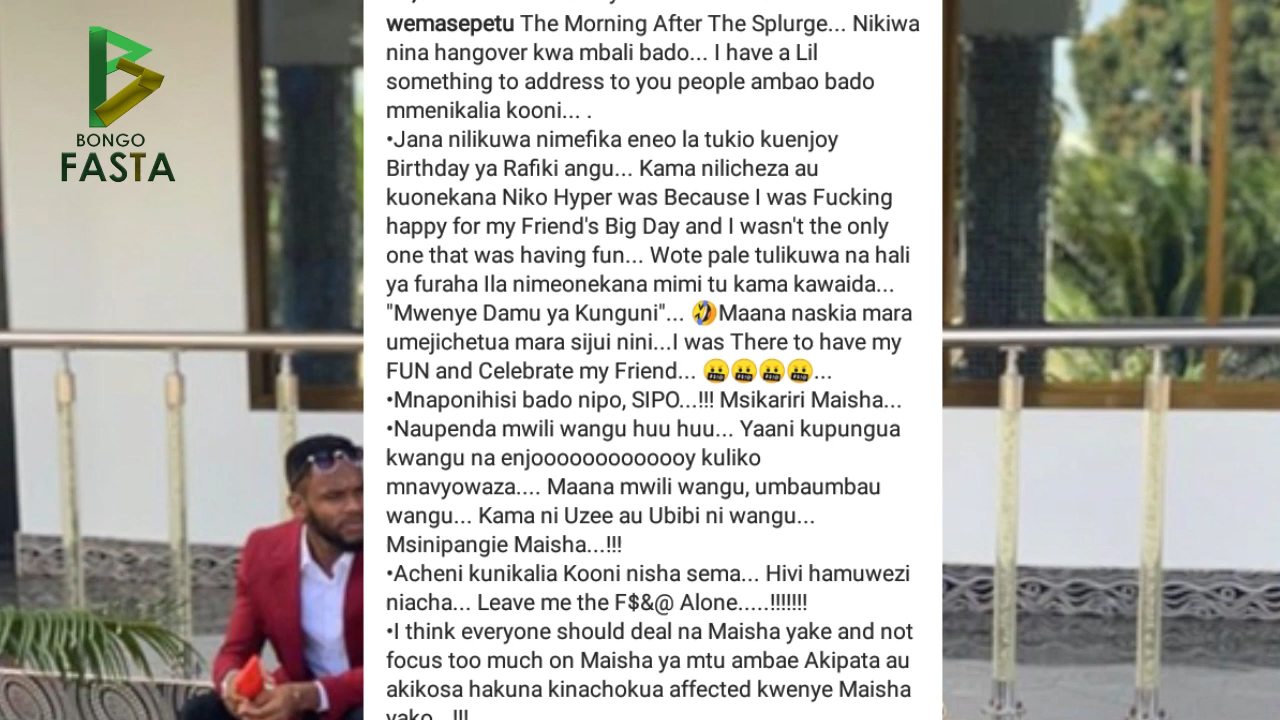 BONGO
FASTA
wemasepetu The Morning After The Splurge... Nikiwa
nina hangover kwa mbali bado... I have a Lil
something to address to you people ambao bado
mmenikalia kooni... .
•Jana nilikuwa nimefika eneo la tukio kuenjoy
Birthday ya Rafiki angu... Kama nilicheza au
kuonekana Niko Hyper was Because I was Fucking
happy for my Friend's Big Day and I wasn't the only
one that was having fun... Wote pale tulikuwa na hali
ya furaha Ila nimeonekana mimi tu kama kawaida...
"Mwenye Damu ya Kunguni"... 🤣Maana naskia mara
umejichetua mara sijui nini...I was There to have my
FUN and Celebrate my Friend... 🤬🤬🤬🤬...
•Mnaponihisi bado nipo, SIPO...!!! Msikariri Maisha...
•Naupenda mwili wangu huu huu... Yaani kupungua
kwangu na enjooooooooooooy kuliko
mnavyowaza.... Maana mwili wangu, umbaumbau
wangu... Kama ni Uzee au Ubibi ni wangu...
Msinipangie Maisha...!!!
•Acheni kunikalia Kooni nisha sema... Hivi hamuwezi
niacha... Leave me the F$&@ Alone.....!!!!!!!
•I think everyone should deal na Maisha yake and not
focus too much on Maisha ya mtu ambae Akipata au
akikosa hakuna kinachokua affected kwenye Maisha
yako...!!!